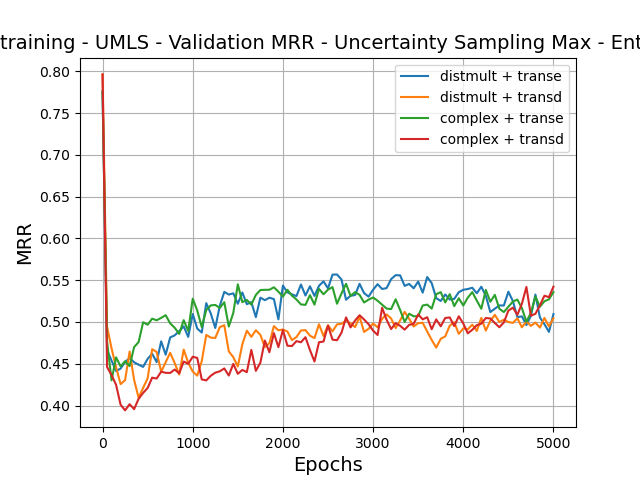 training - UMLS - Validation MRR - Uncertainty Sampling Max - Ent
distmult + transe
distmult + transd
complex + transe
complex + transd
0.80
0.75
0.70
0.65
0.60
0.55
0.50
0.45
0.40
MRR
0 1000 2000 3000 4000 5000
Epochs